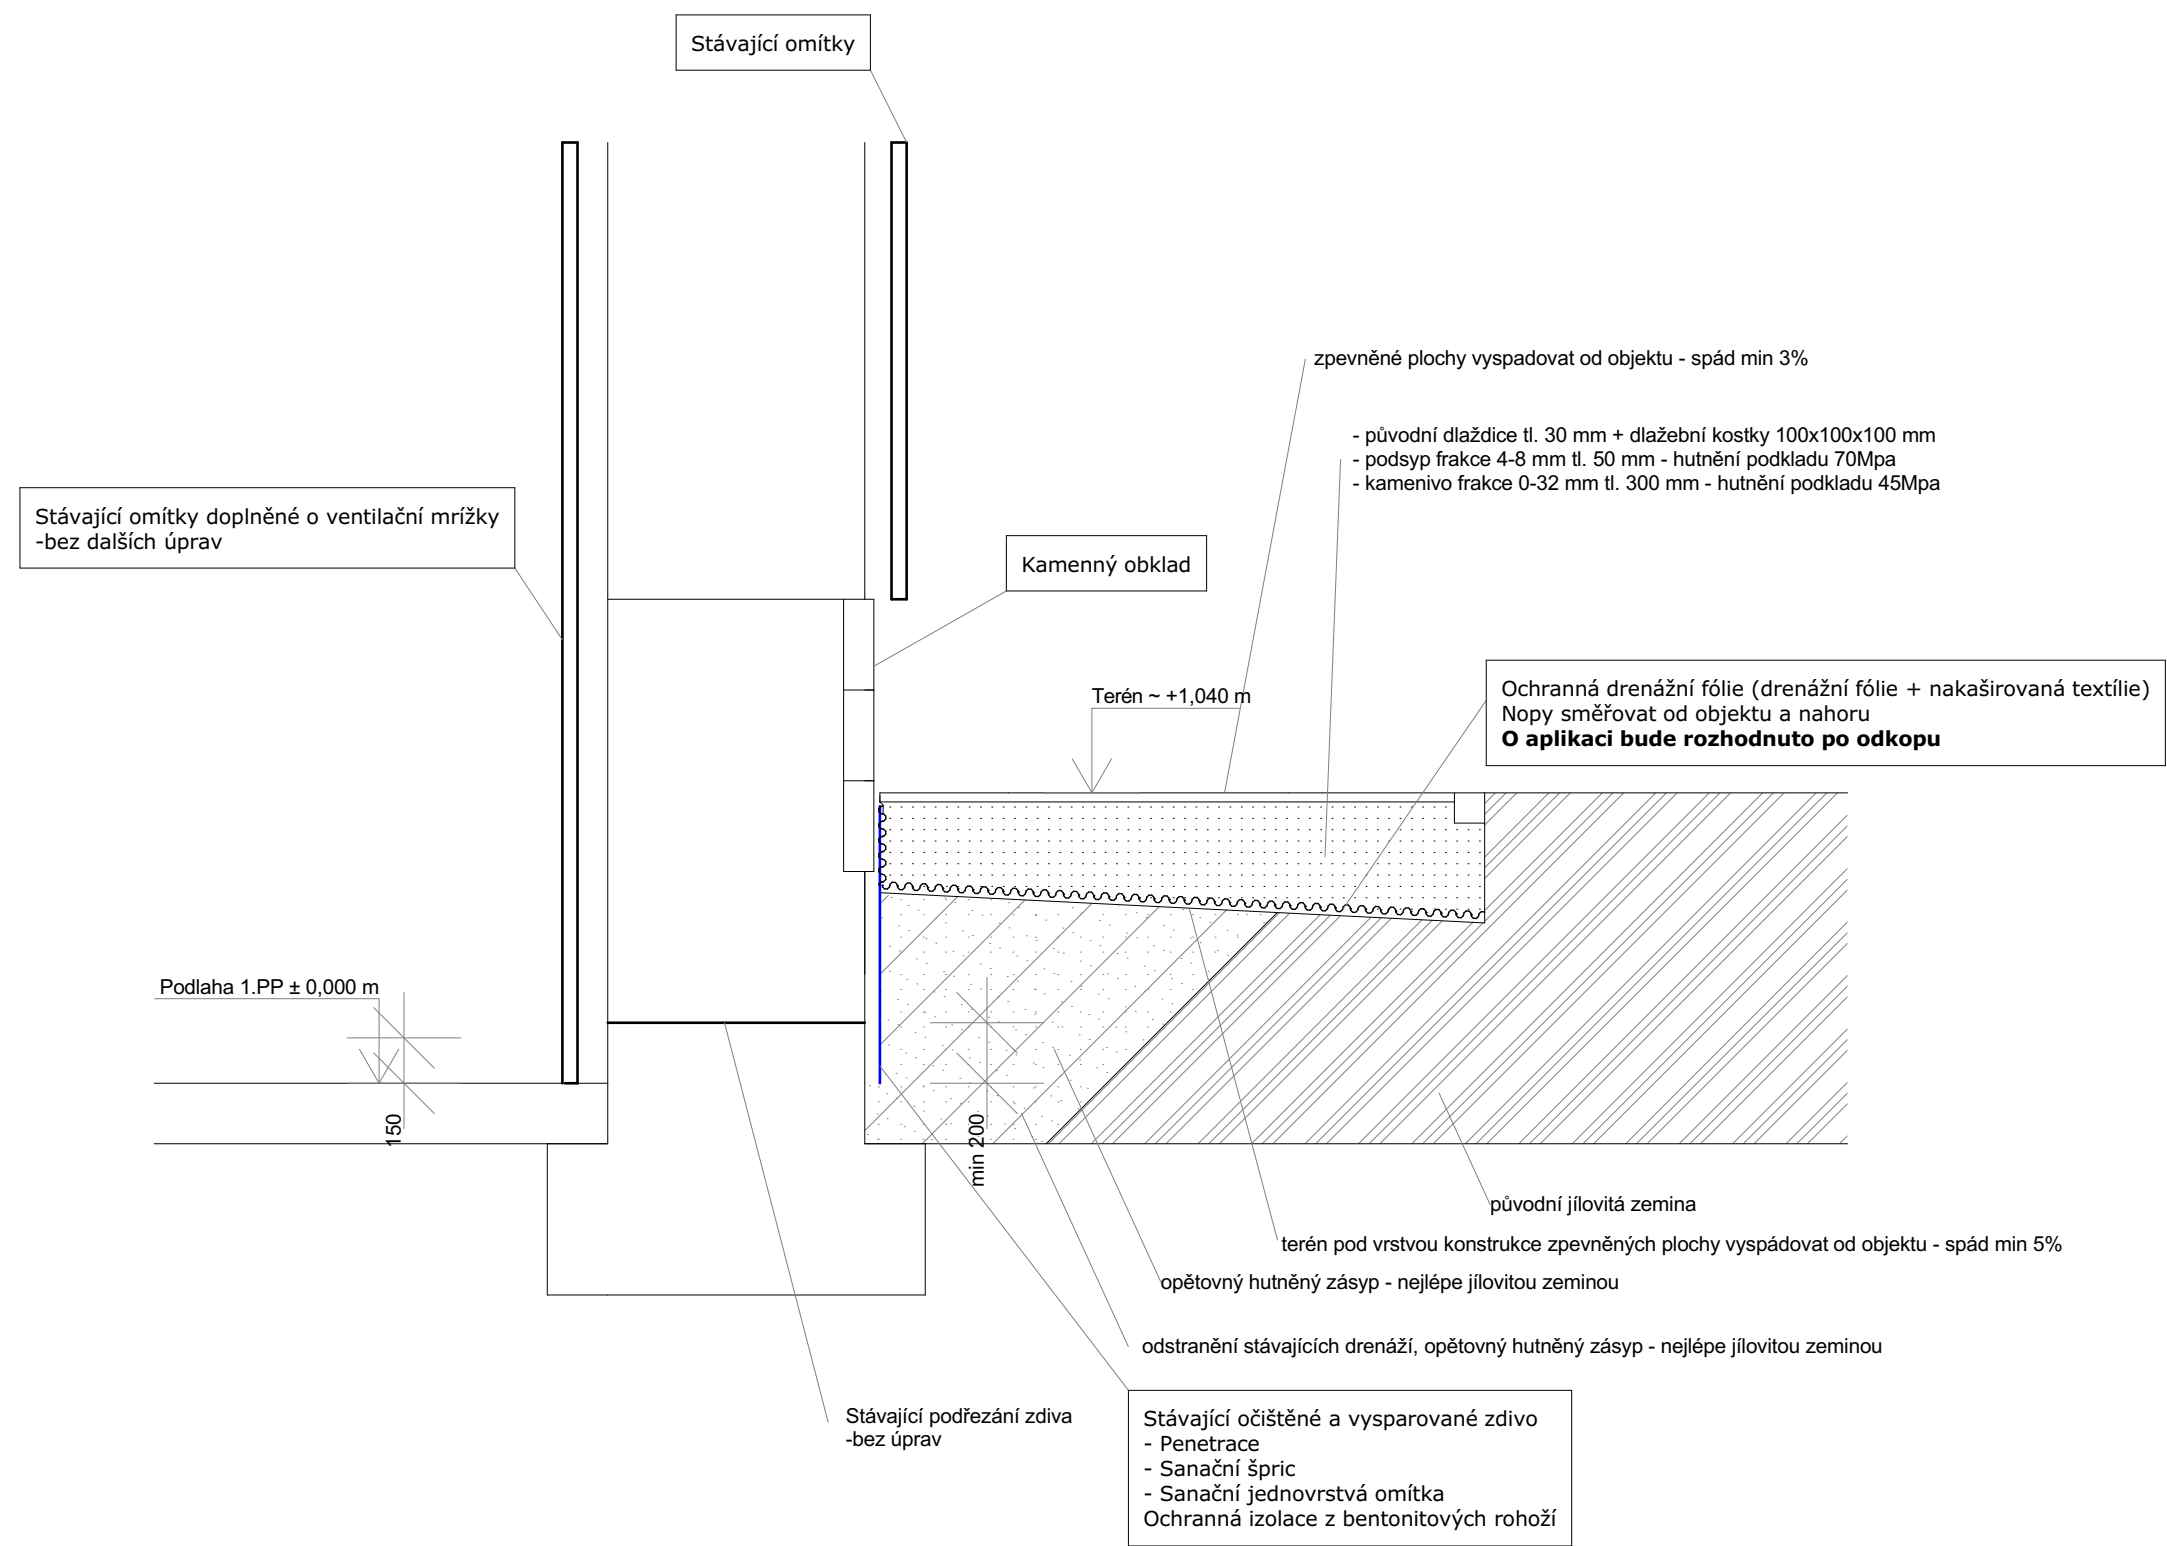 Stávající omítky
zpevněné plochy vyspadovat od objektu - spád min 3%
- původní dlaždice tl. 30 mm + dlažební kostky 100x100x100 mm
- podsyp frakce 4-8 mm tl. 50 mm - hutnění podkladu 70Mpa
- kamenivo frakce 0-32 mm tl. 300 mm - hutnění podkladu 45Mpa
Stávající omítky doplněné o ventilační mrížky
-bez dalších úprav
Kamenný obklad
Terén ~ +1,040 m
Ochranná drenážní fólie (drenážní fólie + nakašírovaná textílie)
Nopy směřovat od objektu a nahoru
O aplikaci bude rozhodnuto po odkopu
Podlaha 1.PP ± 0,000 m
150
min 200
původní jílovitá zemina
terén pod vrstvou konstrukce zpevněných plochy vyspádovat od objektu - spád min 5%
opětovný hutněný zásyp - nejlépe jílovitou zeminou
odstranění stávajících drenáží, opětovný hutněný zásyp - nejlépe jílovitou zeminou
Stávající podřezání zdiva
-bez úprav
Stávající očištěné a vysparované zdivo
- Penetrace
- Sanační špric
- Sanační jednovrstvá omítka
Ochranná izolace z bentonitových rohoží